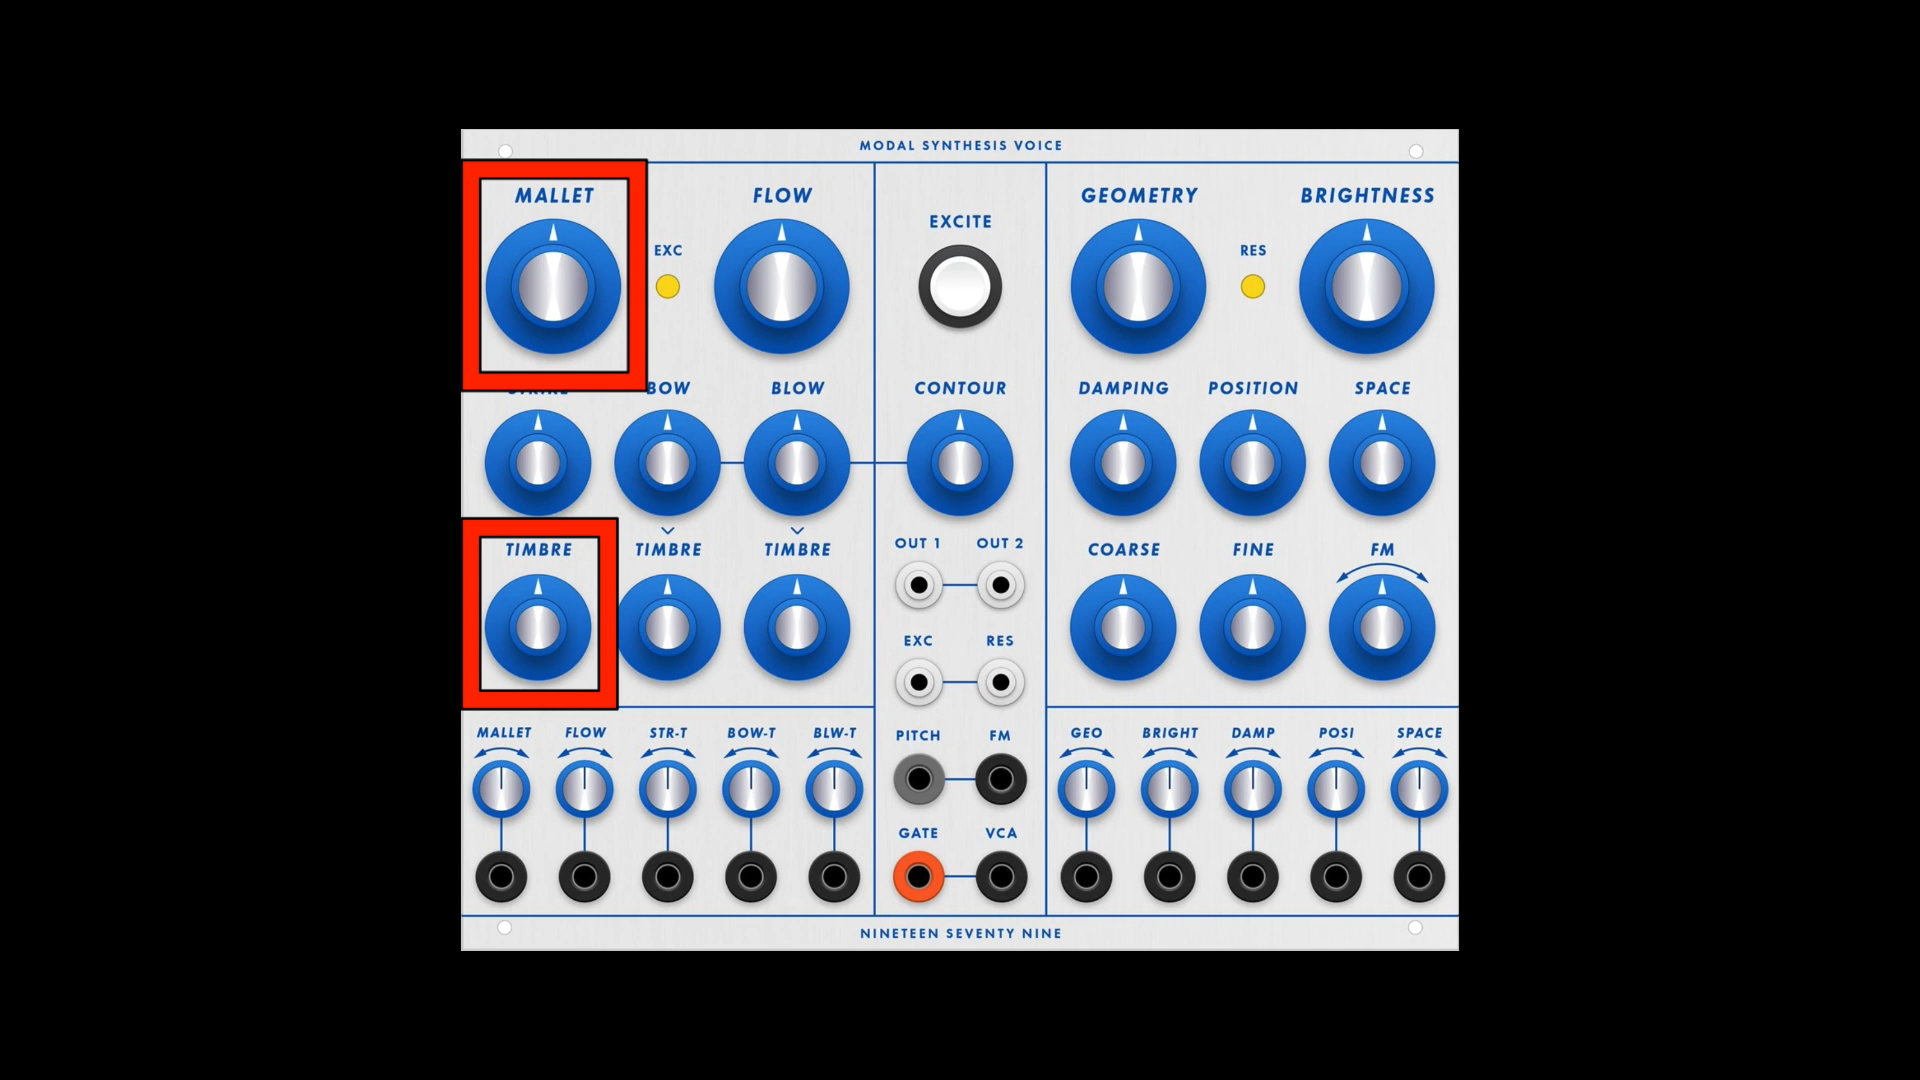 MODAL SYNTHESIS VOICE
MALLET
FLOW
GEOMETRY
BRIGHTNESS
EXCITE
EXC
RES
BOW
BLOW
CONTOUR
DAMPING
POSITION
SPACE
TIMBRE
TIMBRE
TIMBRE
OUT 1
OUT 2
COARSE
FINE
FM
EXC
RES
MALLET
FLOW
STR-T
BOW-T
BLW-T
PITCH
FM
GEO
BRIGHT
DAMP
POSI
SPACE
GATE
VCA
NINETEEN SEVENTY NINE